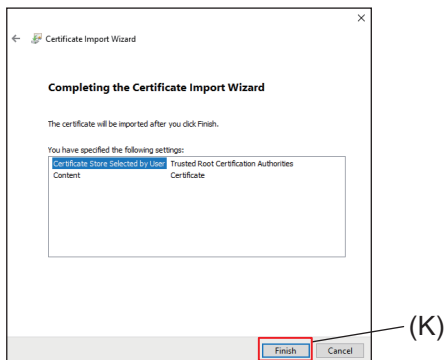 Certificate Import Wizard
Completing the Certificate Import Wizard
The certificate will be imported after you click Finish.
You have specified the following settings:
Certificate Store Selected by User Trusted Root Certification Authorities
Content Certificate
(K)
Finish Cancel